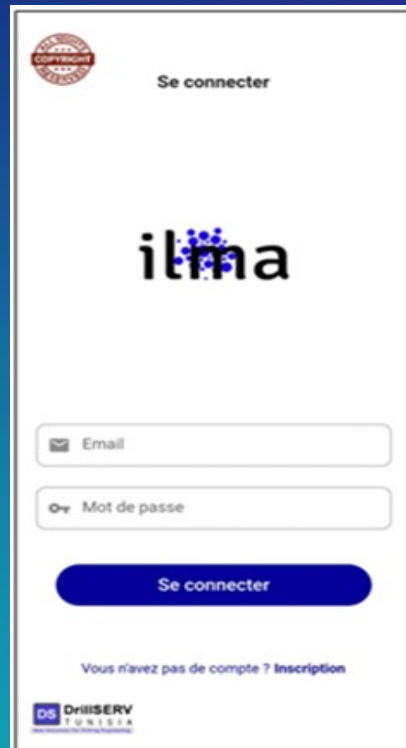 COPYRIGHT
Se connecter
ilma
Email
Mot de passe
Se connecter
Vous n'avez pas de compte ? Inscription
DS DrillSERV
TUNISIA